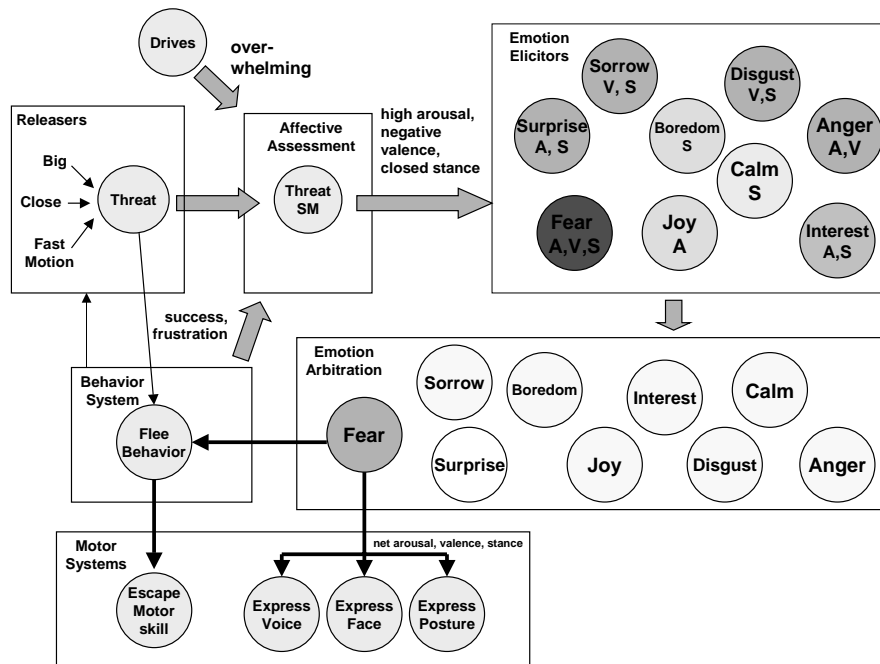 Drives
over-
whelming
Releasers
Big
Close
Fast
Motion
Threat
Affective
Assessment
Threat
SM
high arousal,
negative
valence,
closed stance
Emotion
Elicitors
Sorrow
V, S
Disgust
V,S
Surprise
A, S
Boredom
S
Anger
A,V
Calm
S
Fear
A,V,S
Joy
A
Interest
A,S
success,
frustration
Behavior
System
Flee
Behavior
Emotion
Arbitration
Sorrow
Boredom
Interest
Calm
Fear
Surprise
Joy
Disgust
Anger
Motor
Systems
net arousal, valence, stance
Escape
Motor
skill
Express
Voice
Express
Face
Express
Posture